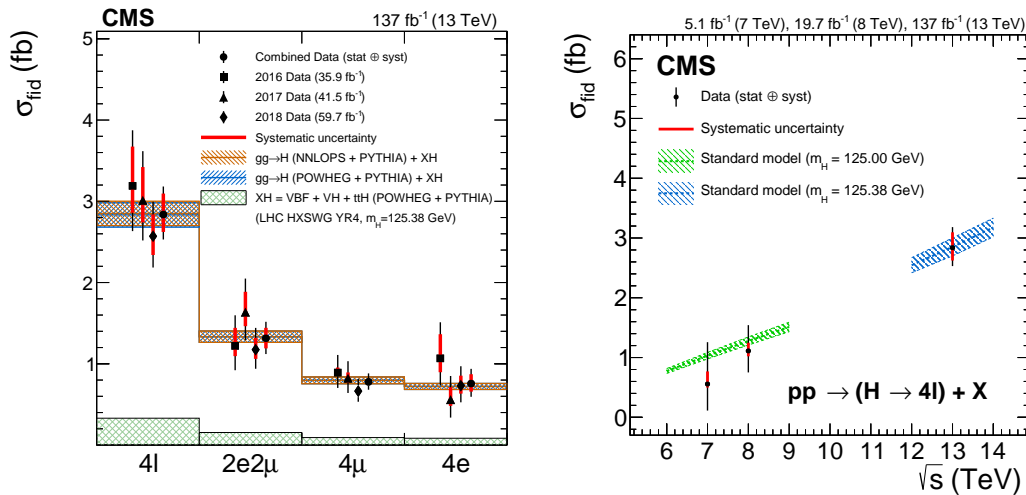 CMS
137 fb⁻¹ (13 TeV)
σ_fid (fb)
5
4
3
2
1
Combined Data (stat ⊕ syst)
2016 Data (35.9 fb⁻¹)
2017 Data (41.5 fb⁻¹)
2018 Data (59.7 fb⁻¹)
Systematic uncertainty
gg→H (NNLOPS + PYTHIA) + XH
gg→H (POWHEG + PYTHIA) + XH
XH = VBF + VH + ttH (POWHEG + PYTHIA)
(LHC HXSWG YR4, m_H=125.38 GeV)
4l 2e2μ 4μ 4e
5.1 fb⁻¹ (7 TeV), 19.7 fb⁻¹ (8 TeV), 137 fb⁻¹ (13 TeV)
σ_fid (fb)
6
5
4
3
2
1
0
CMS
Data (stat ⊕ syst)
Systematic uncertainty
Standard model (m_H = 125.00 GeV)
Standard model (m_H = 125.38 GeV)
pp → (H → 4l) + X
6 7 8 9 10 11 12 13 14
√s (TeV)